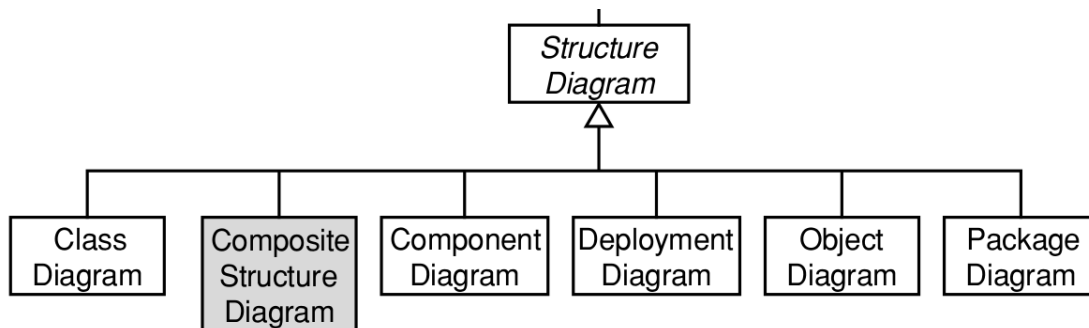 Structure
Diagram
Class
Diagram
Composite
Structure
Diagram
Component
Diagram
Deployment
Diagram
Object
Diagram
Package
Diagram